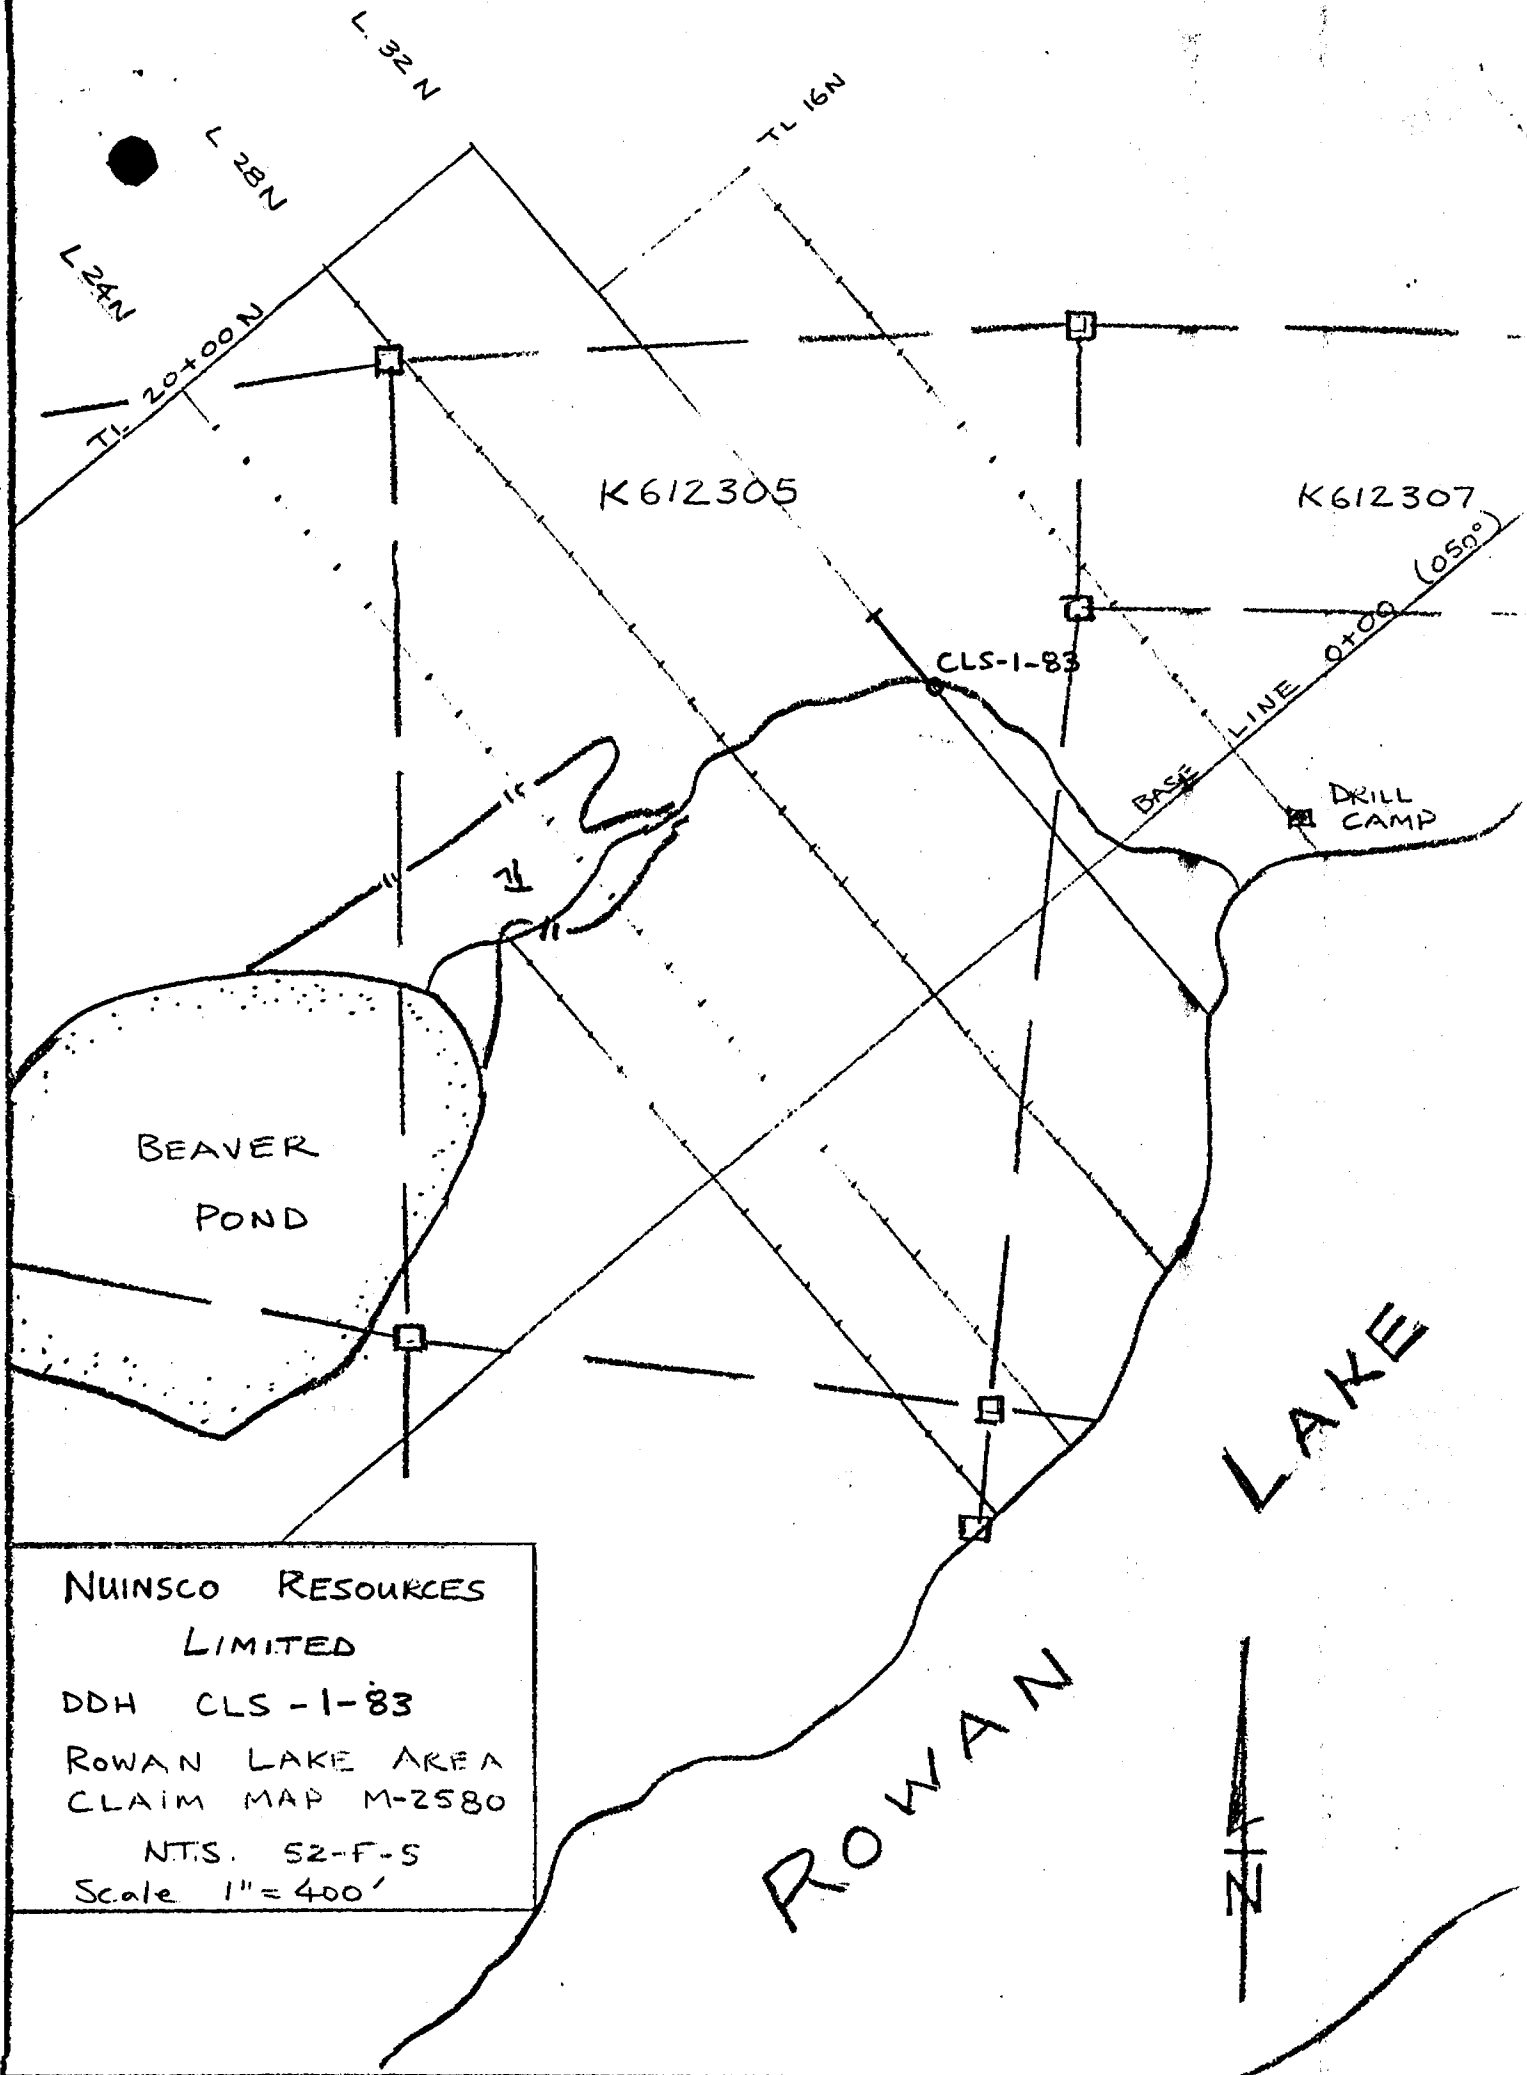 L 32 N
TL 16N
L 28N
L 24N
TL 20+00 N
K612305
K612307
BASE LINE 0+00 (050°)
CLS-1-83
DRILL
CAMP
BEAVER
POND
ROWAN LAKE
N
NUINSCO RESOURCES
LIMITED
DDH CLS-1-83
ROWAN LAKE AREA
CLAIM MAP M-2580
N.T.S. 52-F-5
Scale 1"=400'